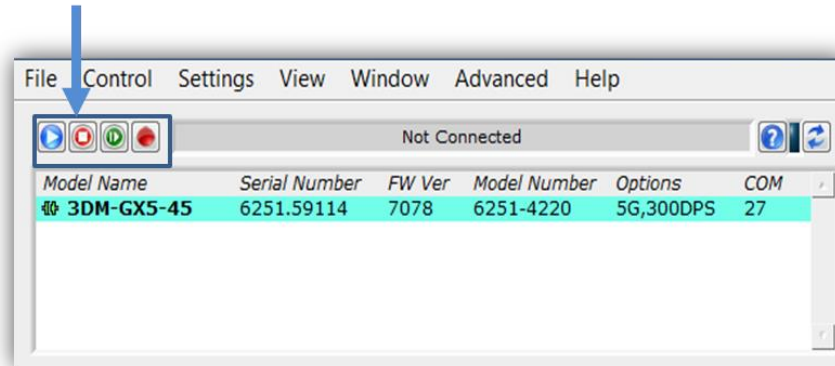 File Control Settings View Window Advanced Help
Not Connected
Model Name Serial Number FW Ver Model Number Options COM
3DM-GX5-45 6251.59114 7078 6251-4220 5G,300DPS 27